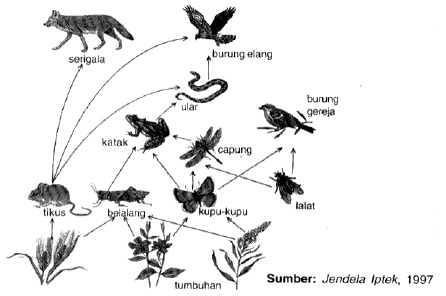 serigala
burung elang
ular
burung
gereja
katak
capung
tikus
belalang
kupu-kupu
lalat
tumbuhan
Sumber: Jendela Iptek, 1997